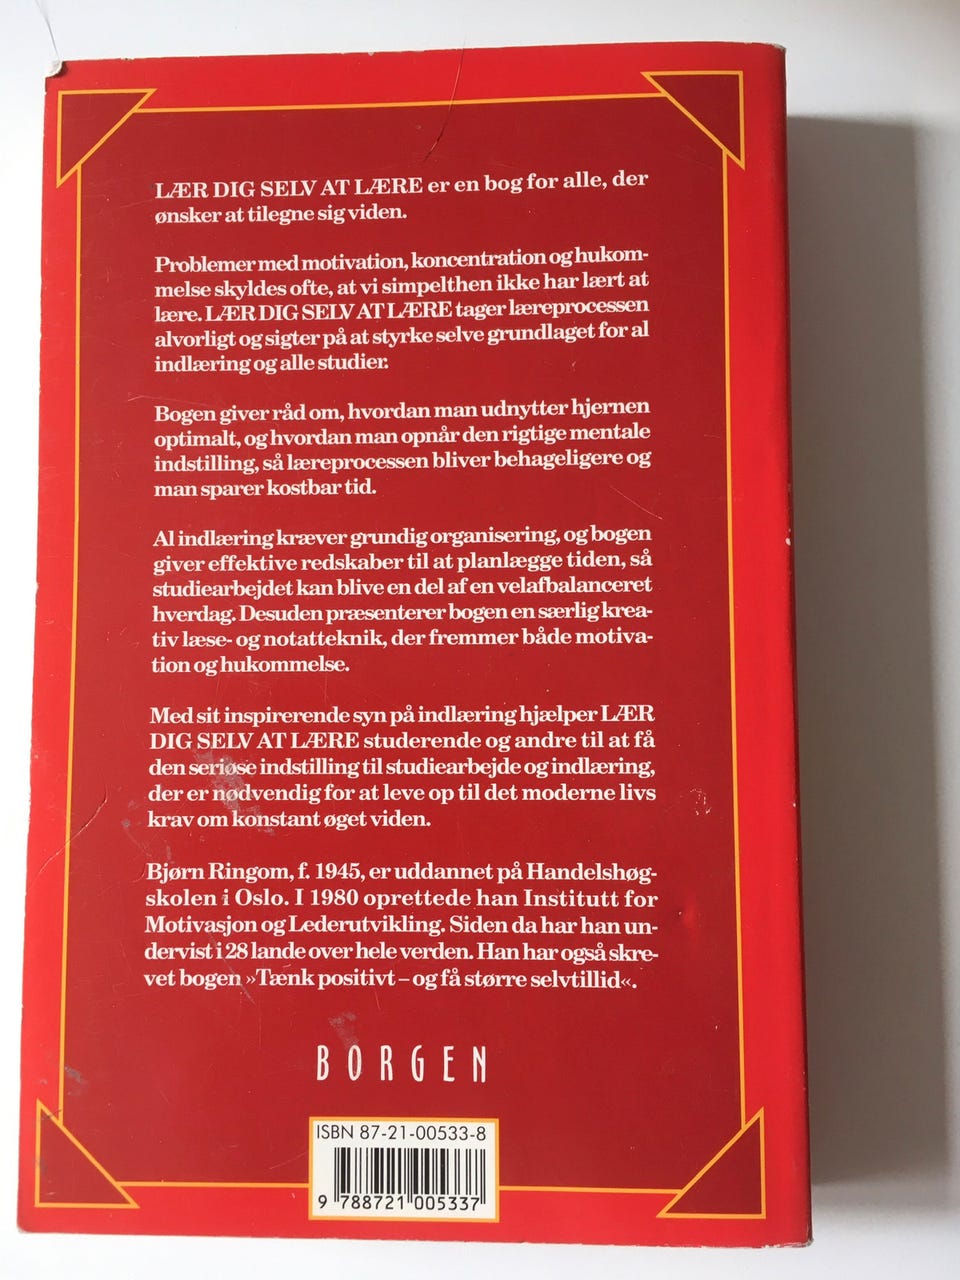 LÆR DIG SELV AT LÆRE er en bog for alle, der
ønsker at tilegne sig viden.
Problemer med motivation, koncentration og hukom-
melse skyldes ofte, at vi simpelthen ikke har lært at
lære. LÆR DIG SELV AT LÆRE tager læreprocessen
alvorligt og sigter på at styrke selve grundlaget for al
indlæring og alle studier.
Bogen giver råd om, hvordan man udnytter hjernen
optimalt, og hvordan man opnår den rigtige mentale
indstilling, så læreprocessen bliver behageligere og
man sparer kostbar tid.
Al indlæring kræver grundig organisering, og bogen
giver effektive redskaber til at planlægge tiden, så
studiearbejdet kan blive en del af en velafbalanceret
hverdag. Desuden præsenterer bogen en særlig krea-
tiv læse- og notatteknik, der fremmer både motiva-
tion og hukommelse.
Med sit inspirerende syn på indlæring hjælper LÆR
DIG SELV AT LÆRE studerende og andre til at få
den seriøse indstilling til studiearbejde og indlæring,
der er nødvendig for at leve op til det moderne livs
krav om konstant øget viden.
Bjørn Ringom, f. 1945, er uddannet på Handelshøg-
skolen i Oslo. I 1980 oprettede han Institutt for
Motivasjon og Lederutvikling. Siden da har han un-
dervist i 28 lande over hele verden. Han har også skre-
vet bogen »Tænk positivt – og få større selvtillid«.
BORGEN
ISBN 87-21-00533-8
9 788721 005337